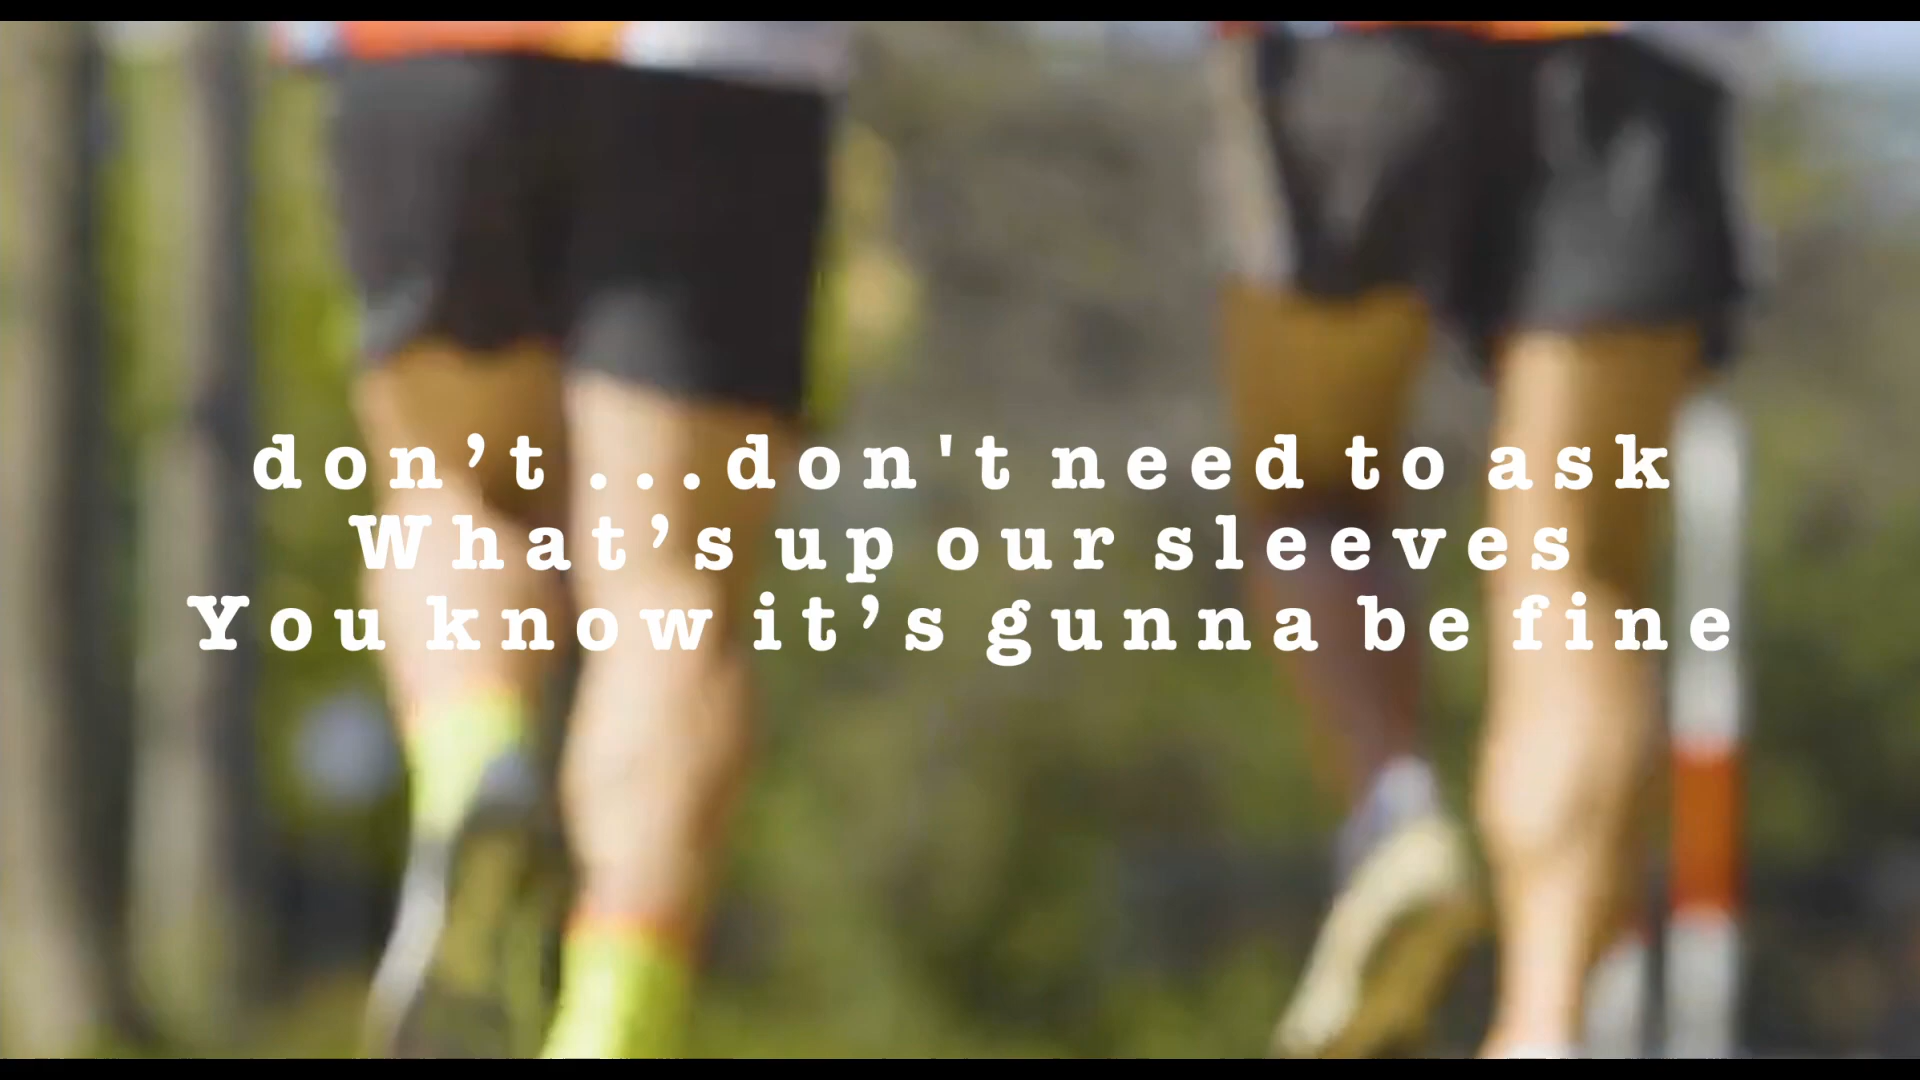 don’t ...don't need to ask
What’s up our sleeves
You know it’s gunna be fine